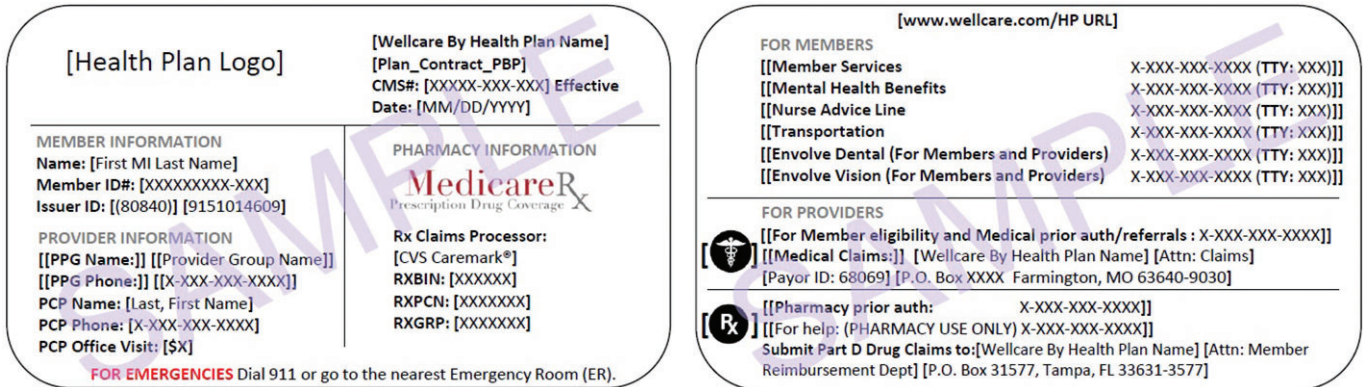 [Health Plan Logo]
[Wellcare By Health Plan Name]
[Plan_Contract_PBP]
CMS#: [XXXXX-XXX-XXX] Effective
Date: [MM/DD/YYYY]
MEMBER INFORMATION
Name: [First MI Last Name]
Member ID#: [XXXXXXXXX-XXX]
Issuer ID: [(80840)] [9151014609]
PROVIDER INFORMATION
[[PPG Name:]] [[Provider Group Name]]
[[PPG Phone:]] [[X-XXX-XXX-XXXX]]
PCP Name: [Last, First Name]
PCP Phone: [X-XXX-XXX-XXXX]
PCP Office Visit: [$X]
PHARMACY INFORMATION
MedicareRx
Prescription Drug Coverage
Rx Claims Processor:
[CVS Caremark®]
RXBIN: [XXXXXX]
RXPCN: [XXXXXXX]
RXGRP: [XXXXXXX]
FOR EMERGENCIES Dial 911 or go to the nearest Emergency Room (ER).
SAMPLE
[www.wellcare.com/HP URL]
FOR MEMBERS
[[Member Services X-XXX-XXX-XXXX (TTY: XXX)]]
[[Mental Health Benefits X-XXX-XXX-XXXX (TTY: XXX)]]
[[Nurse Advice Line X-XXX-XXX-XXXX (TTY: XXX)]]
[[Transportation X-XXX-XXX-XXXX (TTY: XXX)]]
[[Envolve Dental (For Members and Providers) X-XXX-XXX-XXXX (TTY: XXX)]]
[[Envolve Vision (For Members and Providers) X-XXX-XXX-XXXX (TTY: XXX)]]
FOR PROVIDERS
[[For Member eligibility and Medical prior auth/referrals : X-XXX-XXX-XXXX]]
[[Medical Claims:]] [Wellcare By Health Plan Name] [Attn: Claims]
[Payor ID: 68069] [P.O. Box XXXX Farmington, MO 63640-9030]
[Rx]
[[Pharmacy prior auth: X-XXX-XXX-XXXX]]
[[For help: (PHARMACY USE ONLY) X-XXX-XXX-XXXX]]
Submit Part D Drug Claims to:[Wellcare By Health Plan Name] [Attn: Member
Reimbursement Dept] [P.O. Box 31577, Tampa, FL 33631-3577]
SAMPLE